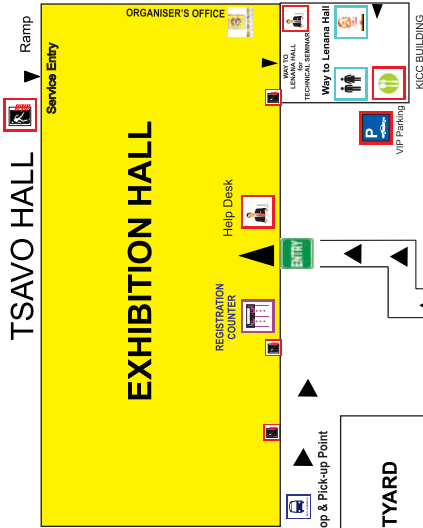 ORGANISER'S OFFICE
Ramp
Service Entry
TSAVO HALL
EXHIBITION HALL
WAY TO
LENANA HALL
for
TECHNICAL SEMINAR
Way to Lenana Hall
KICC BUILDING
P
VIP Parking
Help Desk
ENTRY
REGISTRATION
COUNTER
op & Pick-up Point
TYARD